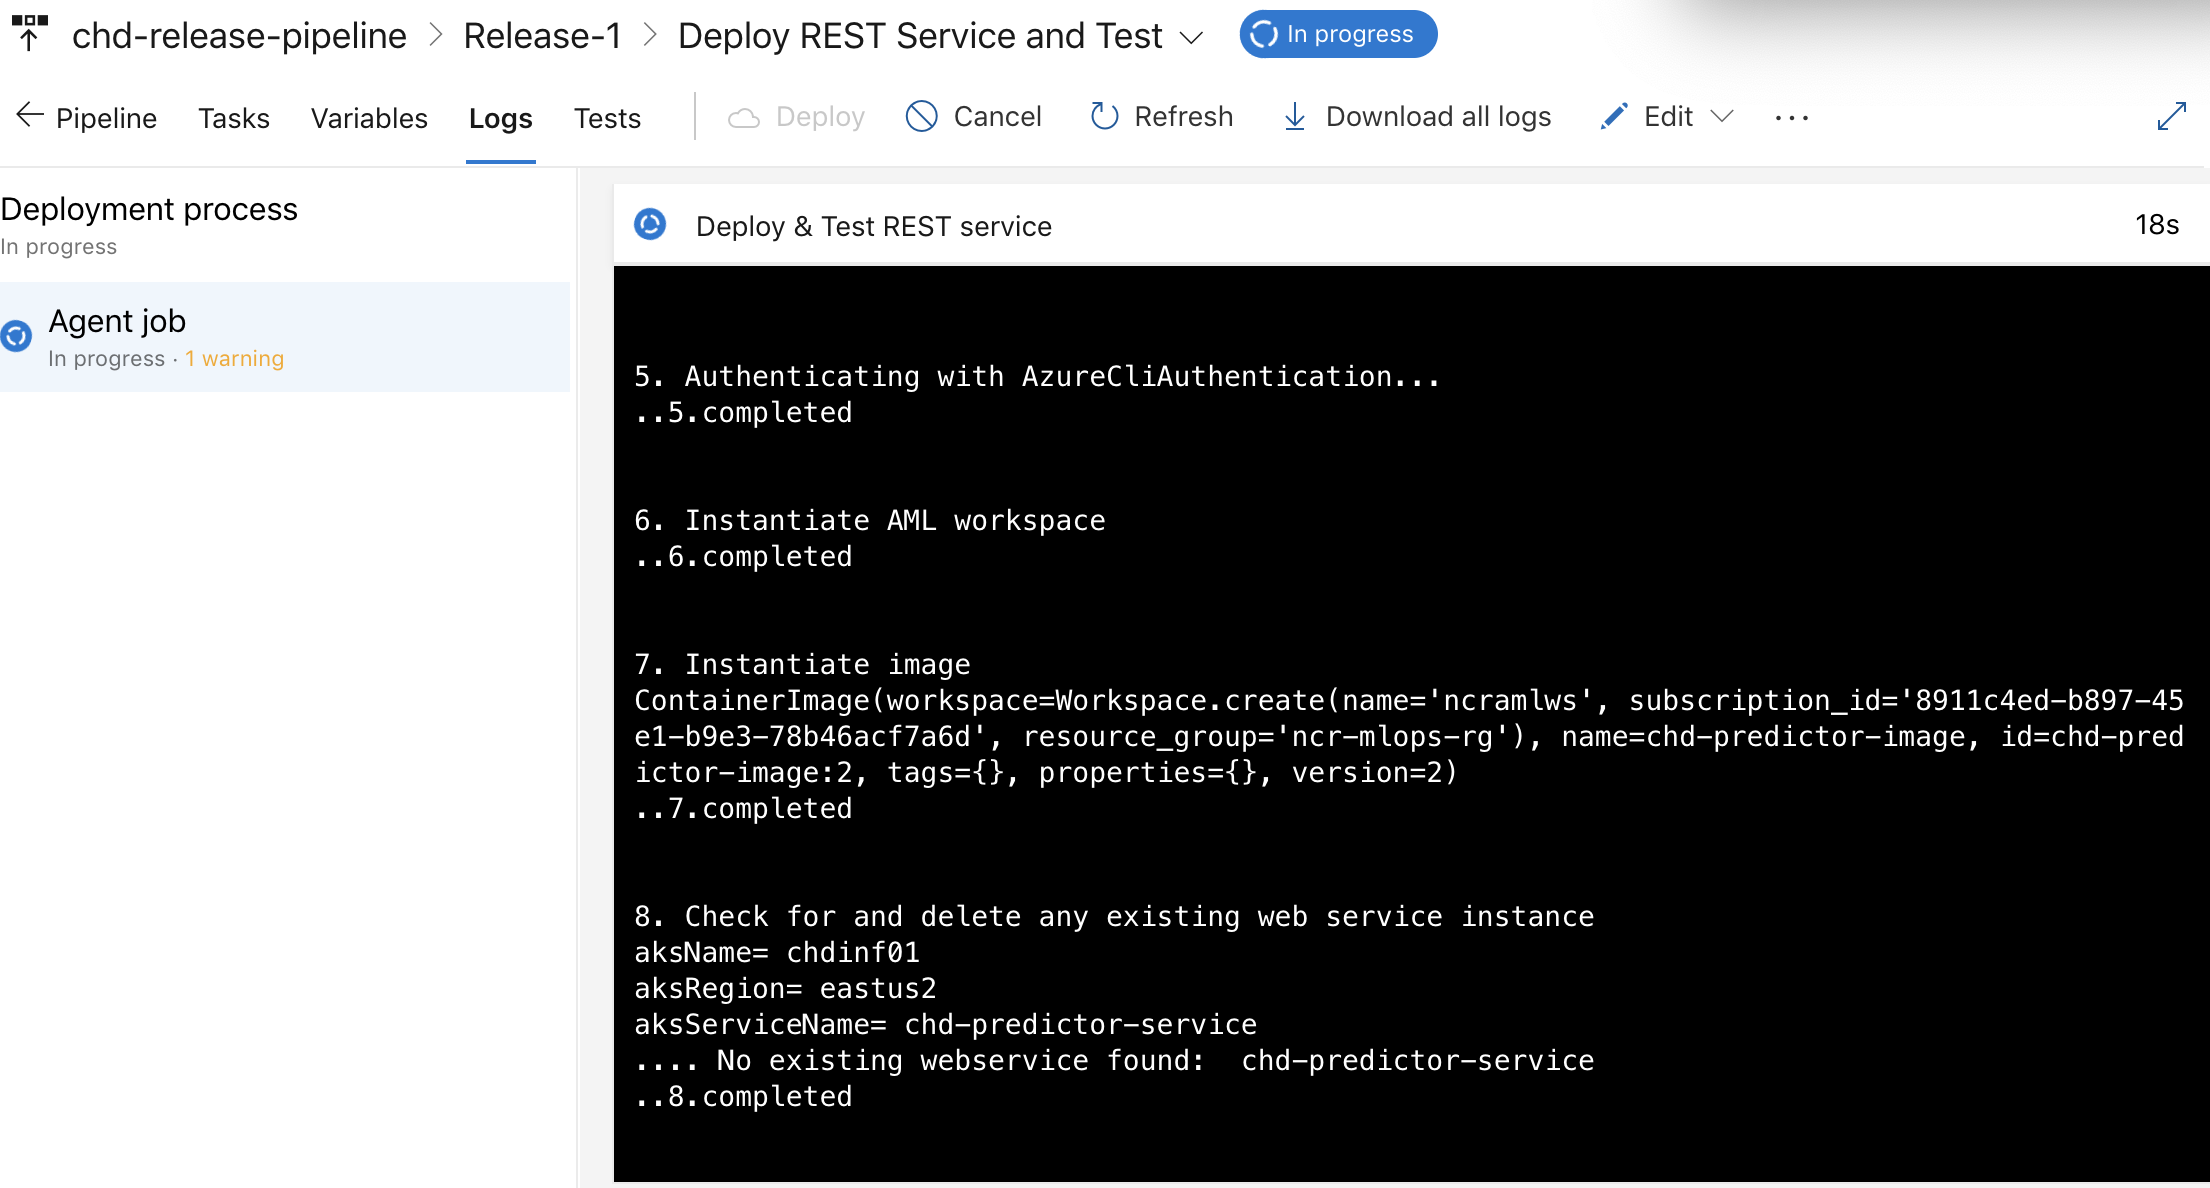 chd-release-pipeline > Release-1 > Deploy REST Service and Test In progress
Pipeline Tasks Variables Logs Tests Deploy Cancel Refresh Download all logs Edit ...
Deployment process
In progress
Agent job
In progress · 1 warning
Deploy & Test REST service 18s
5. Authenticating with AzureCliAuthentication...
..5.completed
6. Instantiate AML workspace
..6.completed
7. Instantiate image
ContainerImage(workspace=Workspace.create(name='ncramlws', subscription_id='8911c4ed-b897-45
e1-b9e3-78b46acf7a6d', resource_group='ncr-mlops-rg'), name=chd-predictor-image, id=chd-pred
ictor-image:2, tags={}, properties={}, version=2)
..7.completed
8. Check for and delete any existing web service instance
aksName= chdinf01
aksRegion= eastus2
aksServiceName= chd-predictor-service
.... No existing webservice found:  chd-predictor-service
..8.completed